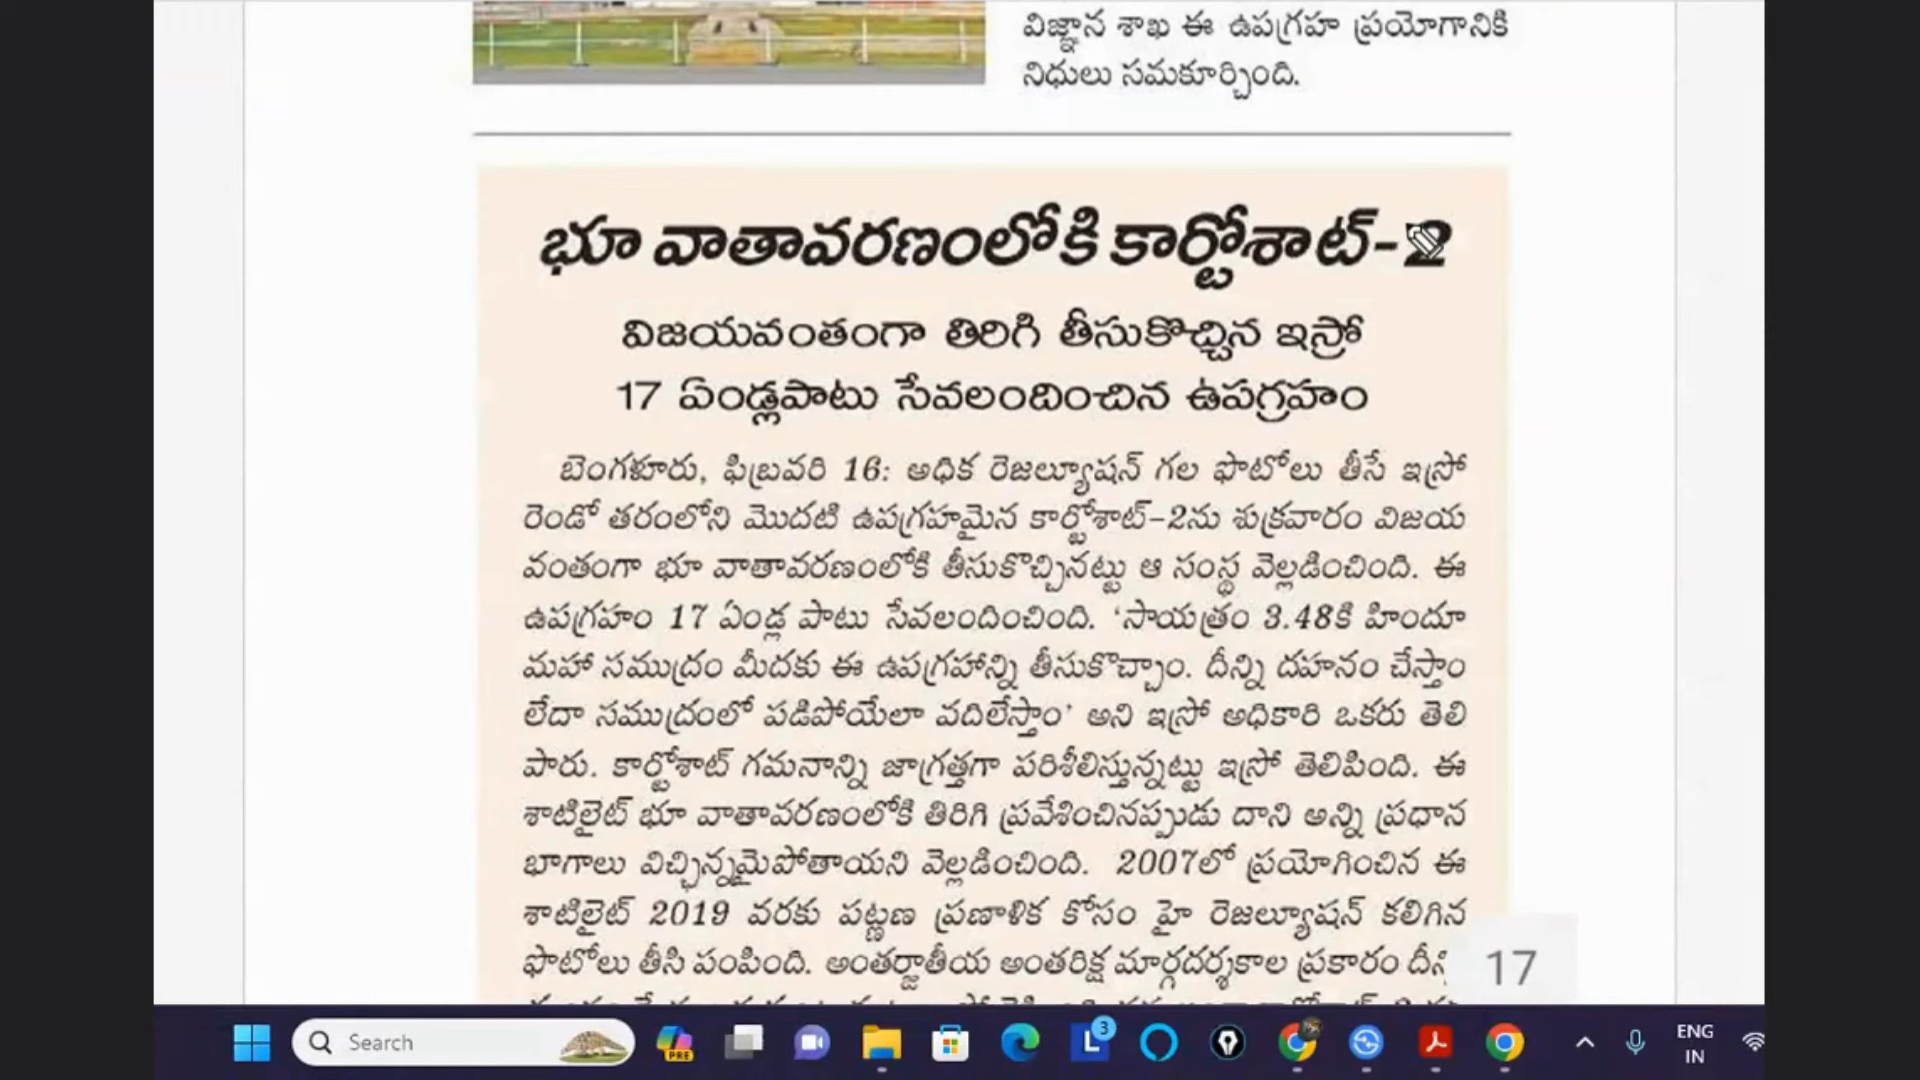 విజ్ఞాన శాఖ ఈ ఉపగ్రహ ప్రయోగానికి
నిధులు సమకూర్చింది.
భూ వాతావరణంలోకి కార్టోశాట్-2
విజయవంతంగా తిరిగి తీసుకొచ్చిన ఇస్రో
17 ఏండ్లపాటు సేవలందించిన ఉపగ్రహం
బెంగళూరు, ఫిబ్రవరి 16: అధిక రెజల్యూషన్ గల ఫొటోలు తీసే ఇస్రో
రెండో తరంలోని మొదటి ఉపగ్రహమైన కార్టోశాట్-2ను శుక్రవారం విజయ
వంతంగా భూ వాతావరణంలోకి తీసుకొచ్చినట్టు ఆ సంస్థ వెల్లడించింది. ఈ
ఉపగ్రహం 17 ఏండ్ల పాటు సేవలందించింది. 'సాయత్రం 3.48కి హిందూ
మహా సముద్రం మీదకు ఈ ఉపగ్రహాన్ని తీసుకొచ్చాం. దీన్ని దహనం చేస్తాం
లేదా సముద్రంలో పడిపోయేలా వదిలేస్తాం' అని ఇస్రో అధికారి ఒకరు తెలి
పారు. కార్టోశాట్ గమనాన్ని జాగ్రత్తగా పరిశీలిస్తున్నట్టు ఇస్రో తెలిపింది. ఈ
శాటిలైట్ భూ వాతావరణంలోకి తిరిగి ప్రవేశించినప్పుడు దాని అన్ని ప్రధాన
భాగాలు విచ్ఛిన్నమైపోతాయని వెల్లడించింది. 2007లో ప్రయోగించిన ఈ
శాటిలైట్ 2019 వరకు పట్టణ ప్రణాళిక కోసం హై రెజల్యూషన్ కలిగిన
ఫొటోలు తీసి పంపింది. అంతర్జాతీయ అంతరిక్ష మార్గదర్శకాల ప్రకారం
17
Search
PRE
3
ENG
IN